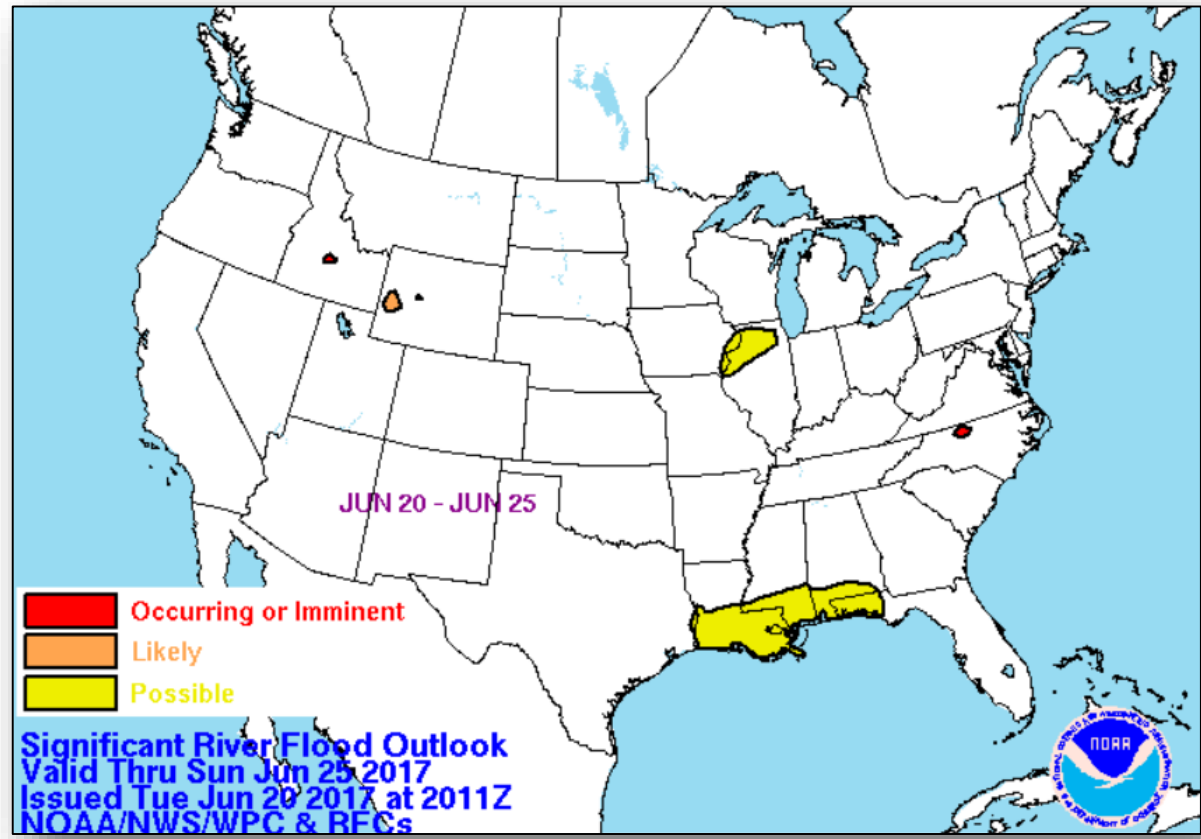 JUN 20 - JUN 25
Occurring or Imminent
Likely
Possible
Significant River Flood Outlook
Valid Thru Sun Jun 25 2017
Issued Tue Jun 20 2017 at 2011Z
NOAA/NWS/WPC & RFCs
NOAA